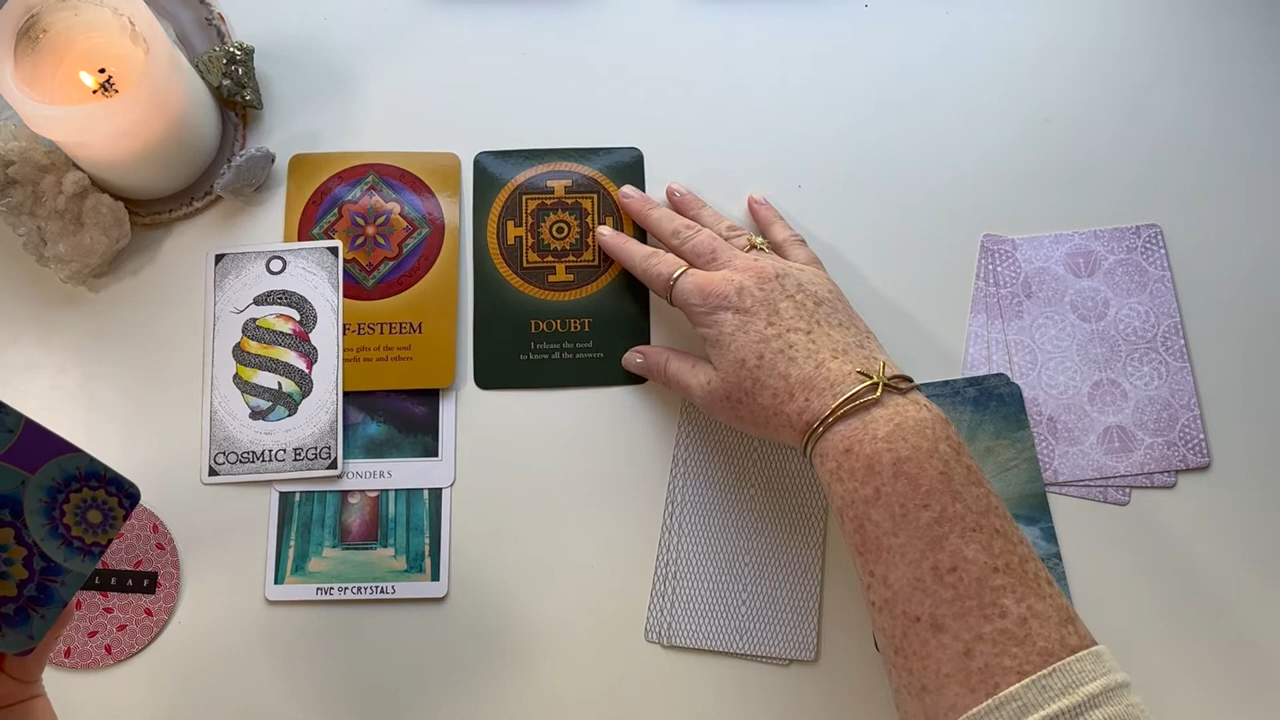 F-ESTEEM
ess gifts of the soul
nefit me and others
DOUBT
I release the need
to know all the answers
COSMIC EGG
WONDERS
FIVE OF CRYSTALS
LEAF